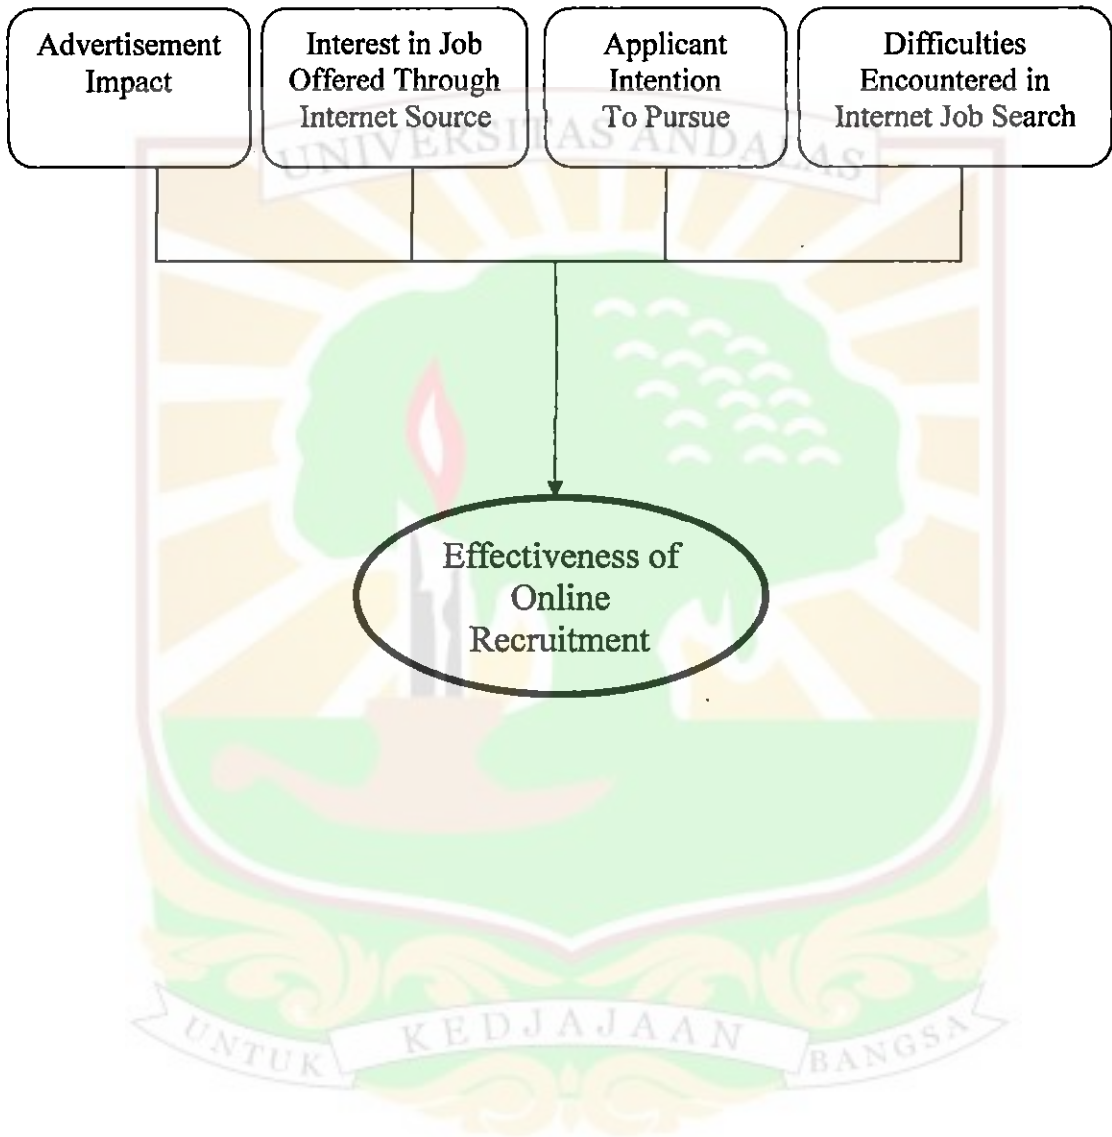 Advertisement
Impact
Interest in Job
Offered Through
Internet Source
Applicant
Intention
To Pursue
Difficulties
Encountered in
Internet Job Search
UNIVERSITAS ANDALAS
Effectiveness of
Online
Recruitment
UNTUK KEDJAJAAN BANGSA